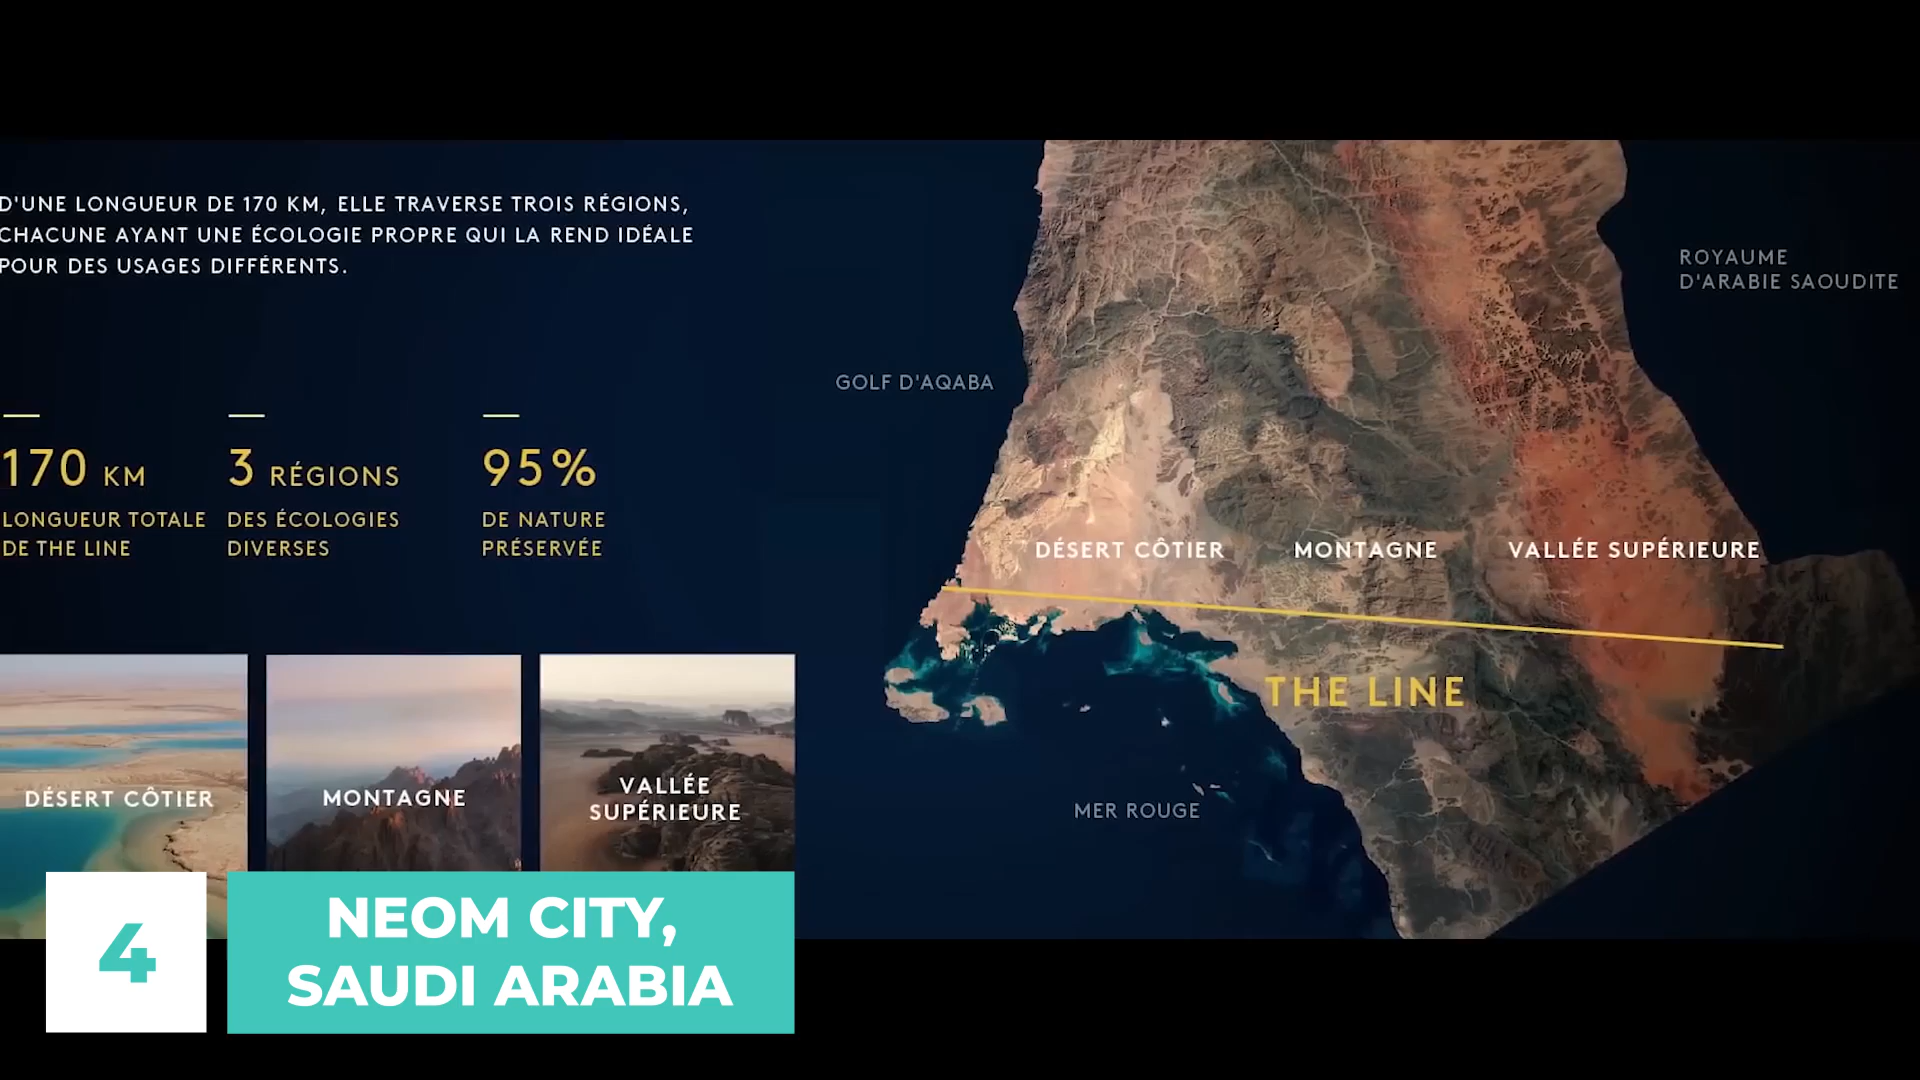 D'UNE LONGUEUR DE 170 KM, ELLE TRAVERSE TROIS RÉGIONS,
CHACUNE AYANT UNE ÉCOLOGIE PROPRE QUI LA REND IDÉALE
POUR DES USAGES DIFFÉRENTS.
170 KM
LONGUEUR TOTALE
DE THE LINE
3 RÉGIONS
DES ÉCOLOGIES
DIVERSES
95%
DE NATURE
PRÉSERVÉE
DÉSERT CÔTIER
MONTAGNE
VALLÉE
SUPÉRIEURE
ROYAUME
D'ARABIE SAOUDITE
GOLF D'AQABA
DÉSERT CÔTIER
MONTAGNE
VALLÉE SUPÉRIEURE
THE LINE
MER ROUGE
4
NEOM CITY,
SAUDI ARABIA